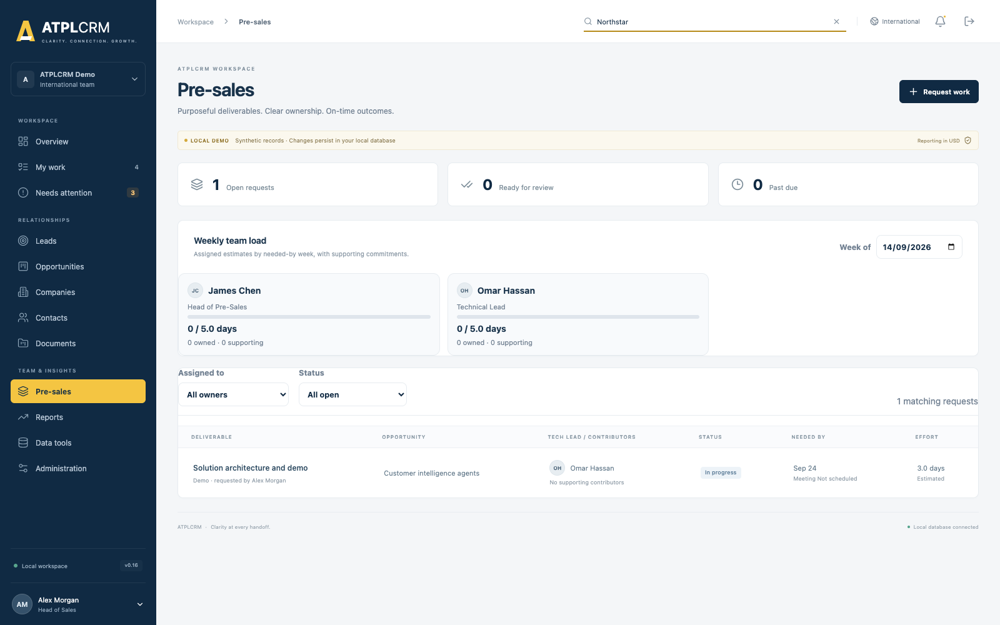 ATPLCRM
CLARITY. CONNECTION. GROWTH.
A
ATPLCRM Demo
International team
WORKSPACE
Overview
My work 4
Needs attention 3
RELATIONSHIPS
Leads
Opportunities
Companies
Contacts
Documents
TEAM & INSIGHTS
Pre-sales
Reports
Data tools
Administration
Local workspace v0.16
AM
Alex Morgan
Head of Sales
Workspace Pre-sales
Northstar
International
ATPLCRM WORKSPACE
Pre-sales
Purposeful deliverables. Clear ownership. On-time outcomes.
Request work
LOCAL DEMO Synthetic records · Changes persist in your local database Reporting in USD
1 Open requests
0 Ready for review
0 Past due
Weekly team load
Assigned estimates by needed-by week, with supporting commitments.
Week of 14/09/2026
JC James Chen
Head of Pre-Sales
0 / 5.0 days
0 owned · 0 supporting
OH Omar Hassan
Technical Lead
0 / 5.0 days
0 owned · 0 supporting
Assigned to Status
All owners All open
1 matching requests
DELIVERABLE OPPORTUNITY TECH LEAD / CONTRIBUTORS STATUS NEEDED BY EFFORT
Solution architecture and demo
Demo · requested by Alex Morgan
Customer intelligence agents
OH Omar Hassan
No supporting contributors
In progress
Sep 24
Meeting Not scheduled
3.0 days
Estimated
ATPLCRM · Clarity at every handoff.
Local database connected